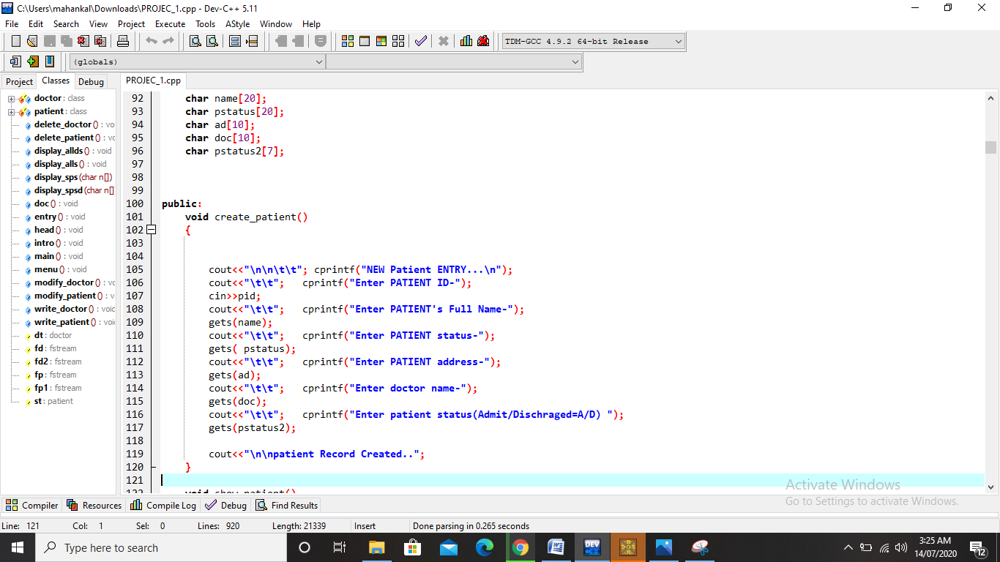 C:\Users\mahankal\Downloads\PROJEC_1.cpp - Dev-C++ 5.11
File Edit Search View Project Execute Tools AStyle Window Help
TDM-GCC 4.9.2 64-bit Release
(globals)
Project Classes Debug
PROJEC_1.cpp
doctor : class
patient : class
delete_doctor () : vo
delete_patient () : vo
display_allds () : void
display_alls () : void
display_sps (char n[])
display_spsd (char n[]
doc () : void
entry () : void
head () : void
intro () : void
main () : void
menu () : void
modify_doctor () : vo
modify_patient () : v
write_doctor () : void
write_patient () : voi
dt : doctor
fd : fstream
fd2 : fstream
fp : fstream
fp1 : fstream
st : patient
92 char name[20];
93 char pstatus[20];
94 char ad[10];
95 char doc[10];
96 char pstatus2[7];
97
98
99
100 public:
101 void create_patient()
102 {
103
104
105 cout<<"\n\n\t\t"; cprintf("NEW Patient ENTRY...\n");
106 cout<<"\t\t"; cprintf("Enter PATIENT ID-");
107 cin>>pid;
108 cout<<"\t\t"; cprintf("Enter PATIENT's Full Name-");
109 gets(name);
110 cout<<"\t\t"; cprintf("Enter PATIENT status-");
111 gets( pstatus);
112 cout<<"\t\t"; cprintf("Enter PATIENT address-");
113 gets(ad);
114 cout<<"\t\t"; cprintf("Enter doctor name-");
115 gets(doc);
116 cout<<"\t\t"; cprintf("Enter patient status(Admit/Dischraged=A/D) ");
117 gets(pstatus2);
118
119 cout<<"\n\npatient Record Created..";
120 }
121
122 void show_patient()
Activate Windows
Go to Settings to activate Windows.
Compiler Resources Compile Log Debug Find Results
Line: 121 Col: 1 Sel: 0 Lines: 920 Length: 21339 Insert Done parsing in 0.265 seconds
Type here to search
DEV
DOS
3:25 AM
14/07/2020
12